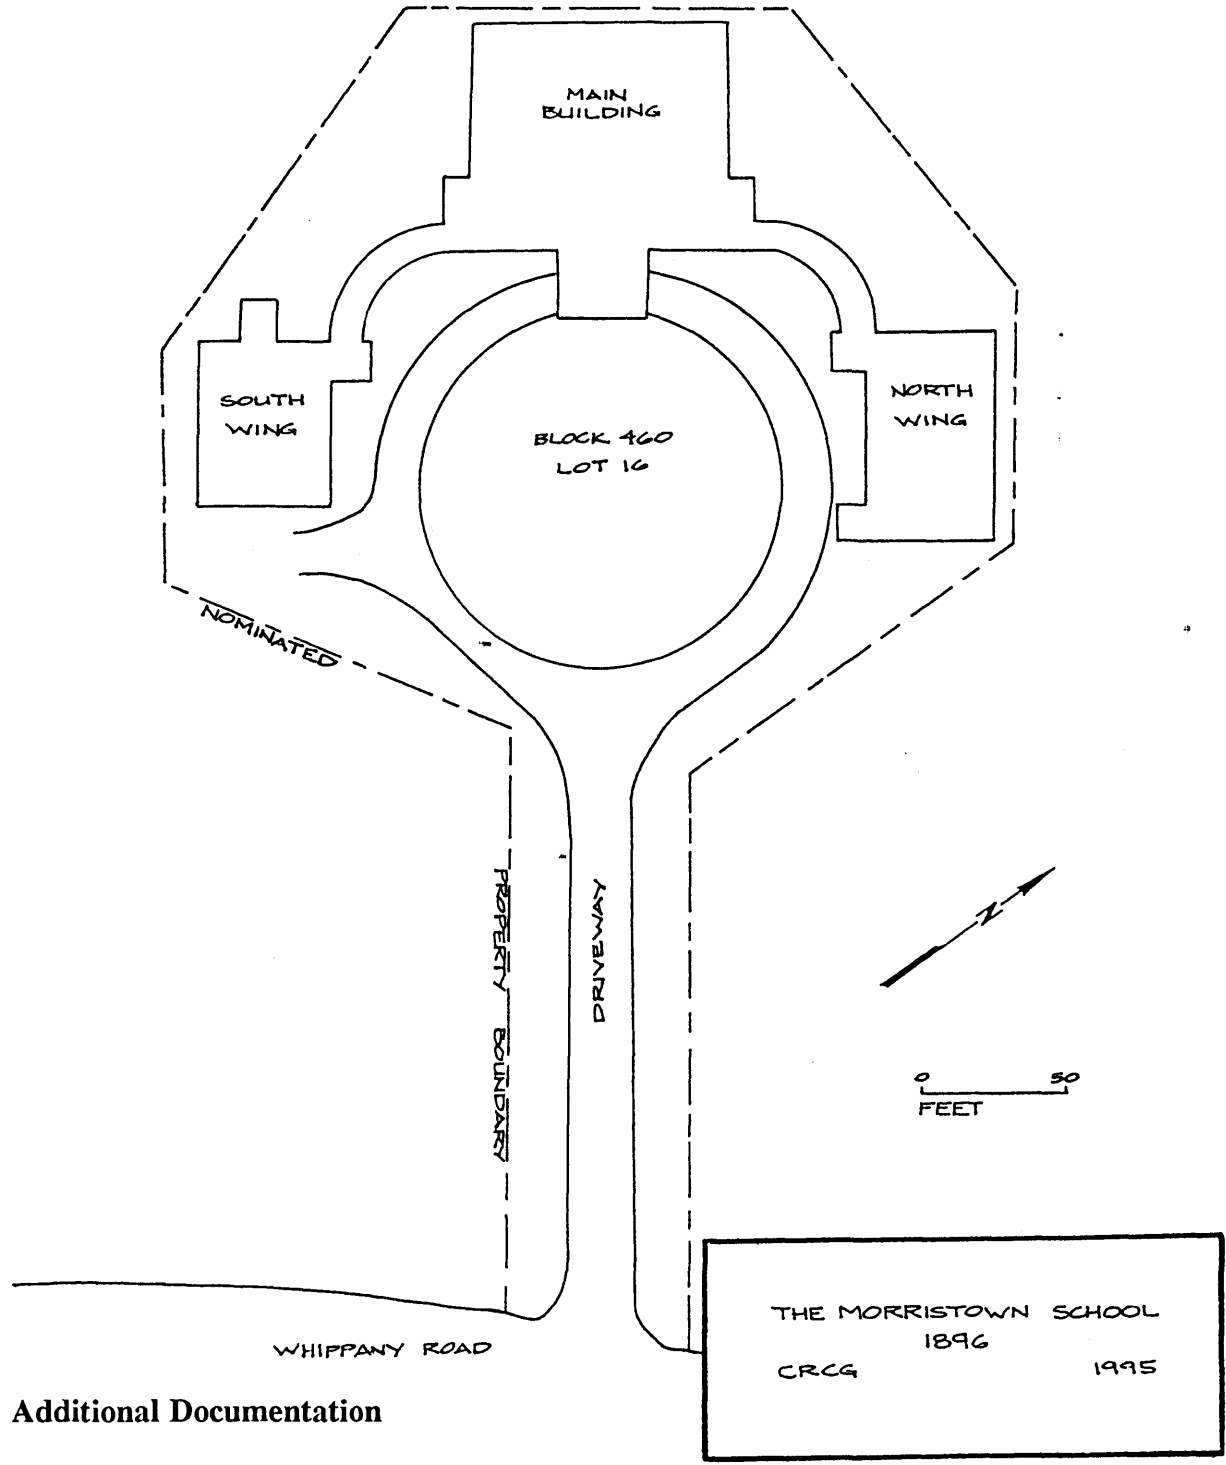 MAIN
BUILDING
SOUTH
WING
NORTH
WING
BLOCK 460
LOT 16
NOMINATED
PROPERTY BOUNDARY
DRIVEWAY
N
0 50
FEET
WHIPPANY ROAD
THE MORRISTOWN SCHOOL
1896
CRCG 1995
Additional Documentation